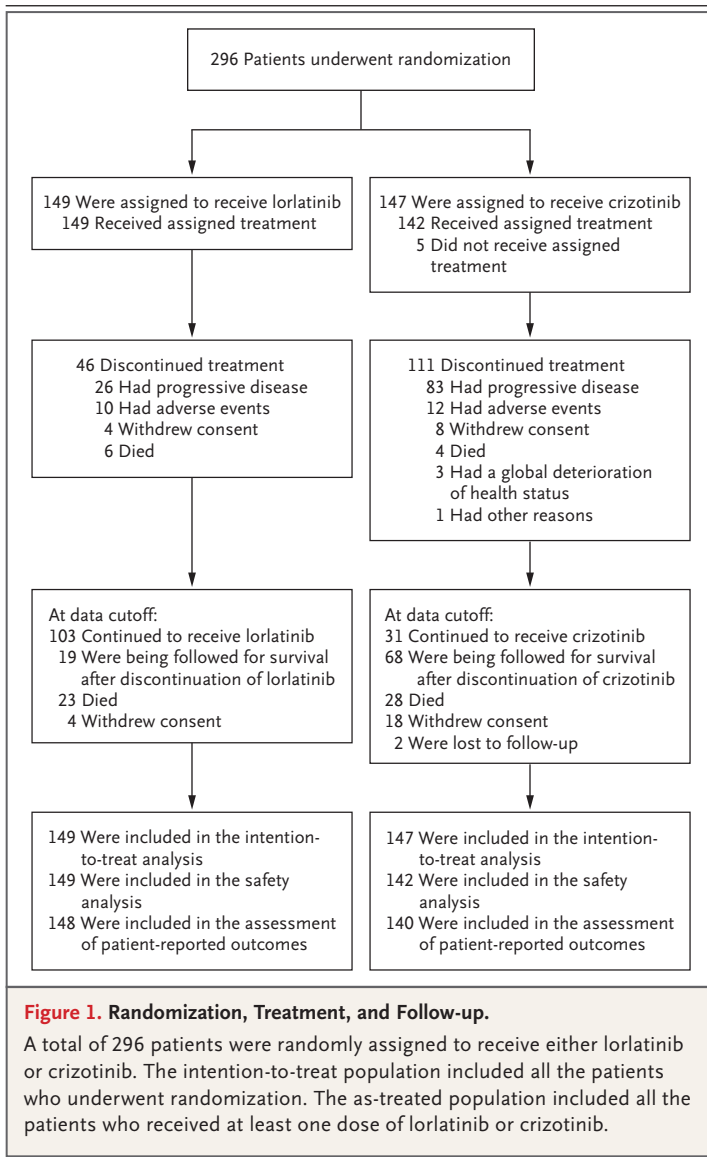 296 Patients underwent randomization
149 Were assigned to receive lorlatinib
149 Received assigned treatment
147 Were assigned to receive crizotinib
142 Received assigned treatment
5 Did not receive assigned
treatment
46 Discontinued treatment
26 Had progressive disease
10 Had adverse events
4 Withdrew consent
6 Died
111 Discontinued treatment
83 Had progressive disease
12 Had adverse events
8 Withdrew consent
4 Died
3 Had a global deterioration
of health status
1 Had other reasons
At data cutoff:
103 Continued to receive lorlatinib
19 Were being followed for survival
after discontinuation of lorlatinib
23 Died
4 Withdrew consent
At data cutoff:
31 Continued to receive crizotinib
68 Were being followed for survival
after discontinuation of crizotinib
28 Died
18 Withdrew consent
2 Were lost to follow-up
149 Were included in the intention-
to-treat analysis
149 Were included in the safety
analysis
148 Were included in the assessment
of patient-reported outcomes
147 Were included in the intention-
to-treat analysis
142 Were included in the safety
analysis
140 Were included in the assessment
of patient-reported outcomes
Figure 1. Randomization, Treatment, and Follow-up.
A total of 296 patients were randomly assigned to receive either lorlatinib
or crizotinib. The intention-to-treat population included all the patients
who underwent randomization. The as-treated population included all the
patients who received at least one dose of lorlatinib or crizotinib.